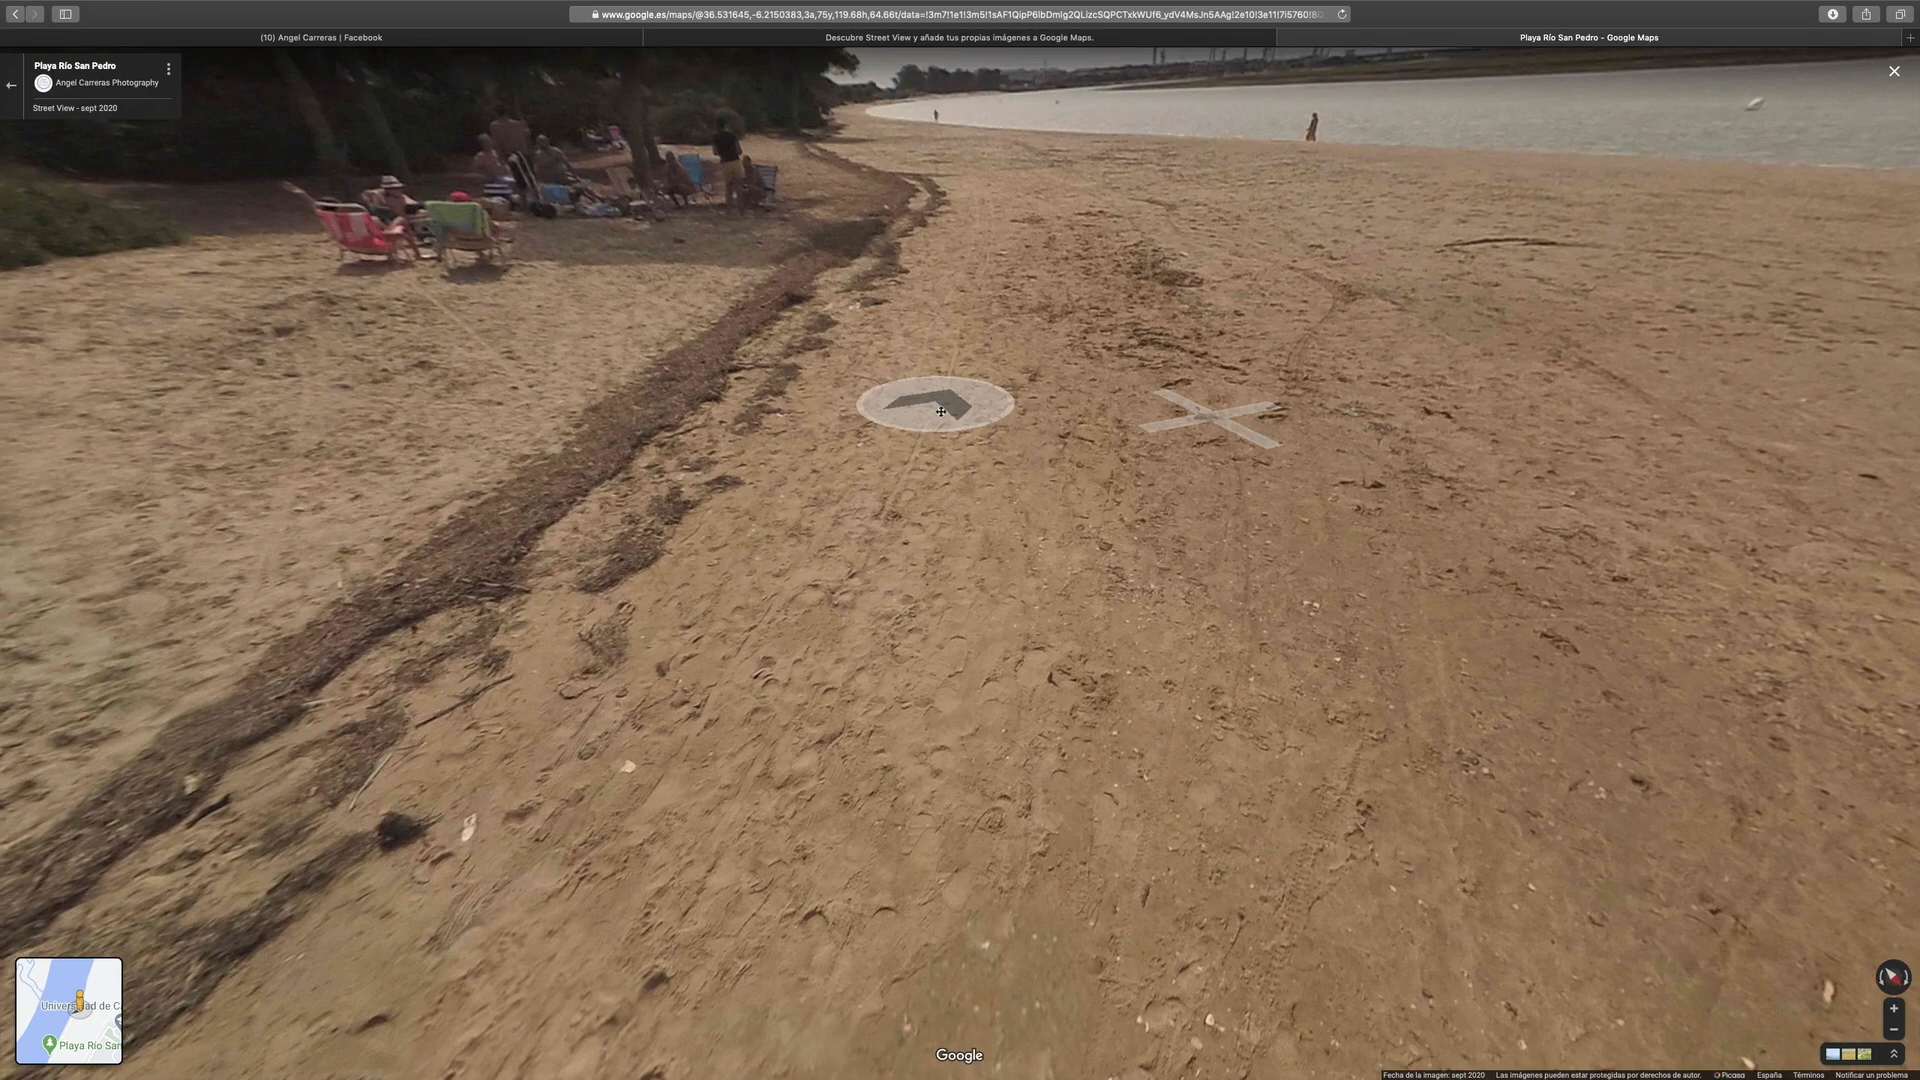 www.google.es/maps/@36.531645,-6.2150383,3a,75y,119.68h,64.66t/data=!3m7!1e1!3m5!1sAF1QipP6lbDmIg2QLizcSQPCTxkWUf6_ydV4MsJn5AAg!2e10!3e11!7i5760!8i2
(10) Angel Carreras | Facebook
Descubre Street View y añade tus propias imágenes a Google Maps.
Playa Río San Pedro - Google Maps
Playa Río San Pedro
Angel Carreras Photography
Street View - sept 2020
Universidad de C
Playa Río San
Google
Fecha de la imagen: sept 2020 Las imágenes pueden estar protegidas por derechos de autor. Picasa España Términos Notificar un problema